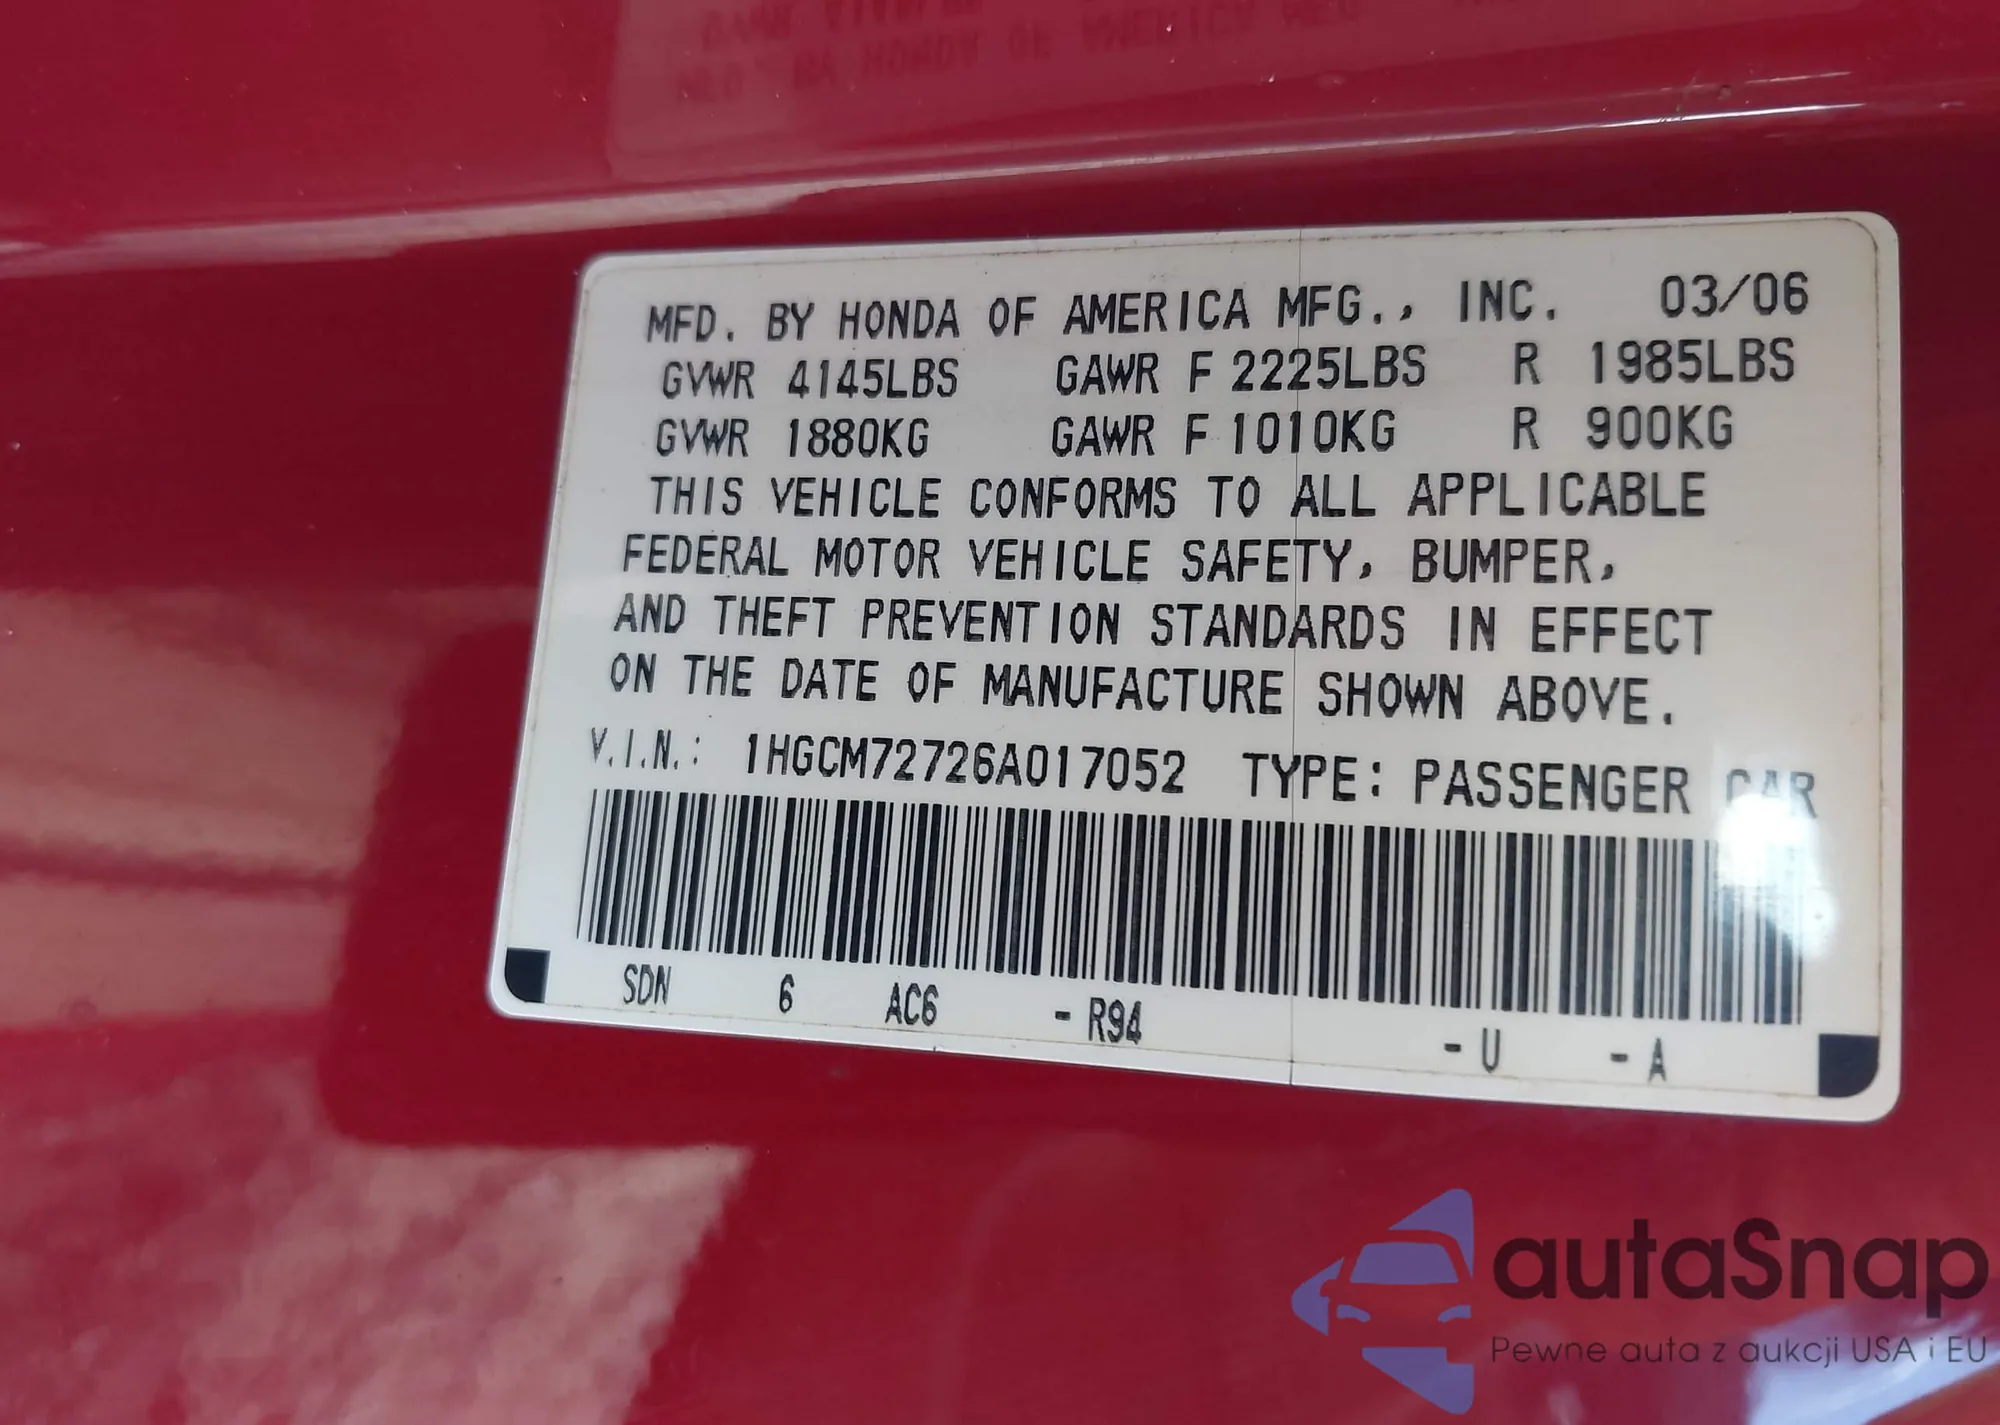 MFD. BY HONDA OF AMERICA MFG., INC. 03/06
GVWR 4145LBS GAWR F 2225LBS R 1985LBS
GVWR 1880KG GAWR F 1010KG R 900KG
THIS VEHICLE CONFORMS TO ALL APPLICABLE
FEDERAL MOTOR VEHICLE SAFETY, BUMPER,
AND THEFT PREVENTION STANDARDS IN EFFECT
ON THE DATE OF MANUFACTURE SHOWN ABOVE.
V.I.N.: 1HGCM72726A017052 TYPE: PASSENGER CAR
SDN 6 AC6 - R94 - U - A
autaSnap
Pewne auta z aukcji USA i EU